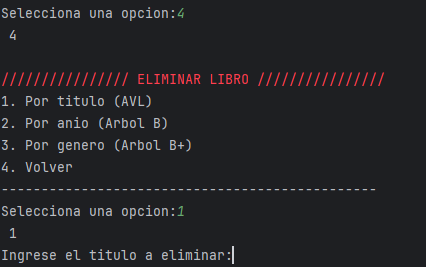 Selecciona una opcion:4
4
//////////////// ELIMINAR LIBRO ////////////////
1. Por titulo (AVL)
2. Por anio (Arbol B)
3. Por genero (Arbol B+)
4. Volver
-----------------------------------------------
Selecciona una opcion:1
1
Ingrese el titulo a eliminar: